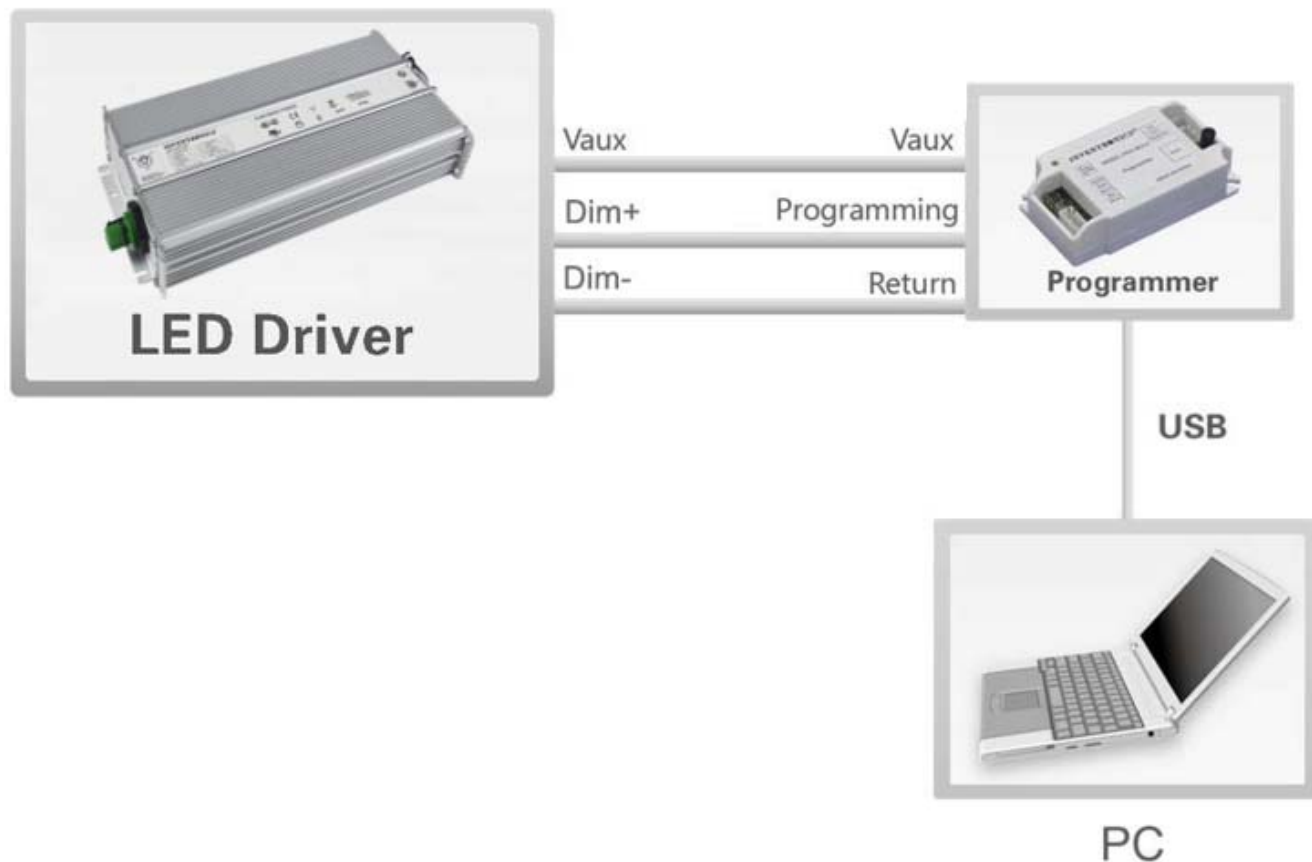 Vaux
Vaux
Dim+
Programming
Dim-
Return
LED Driver
Programmer
USB
PC